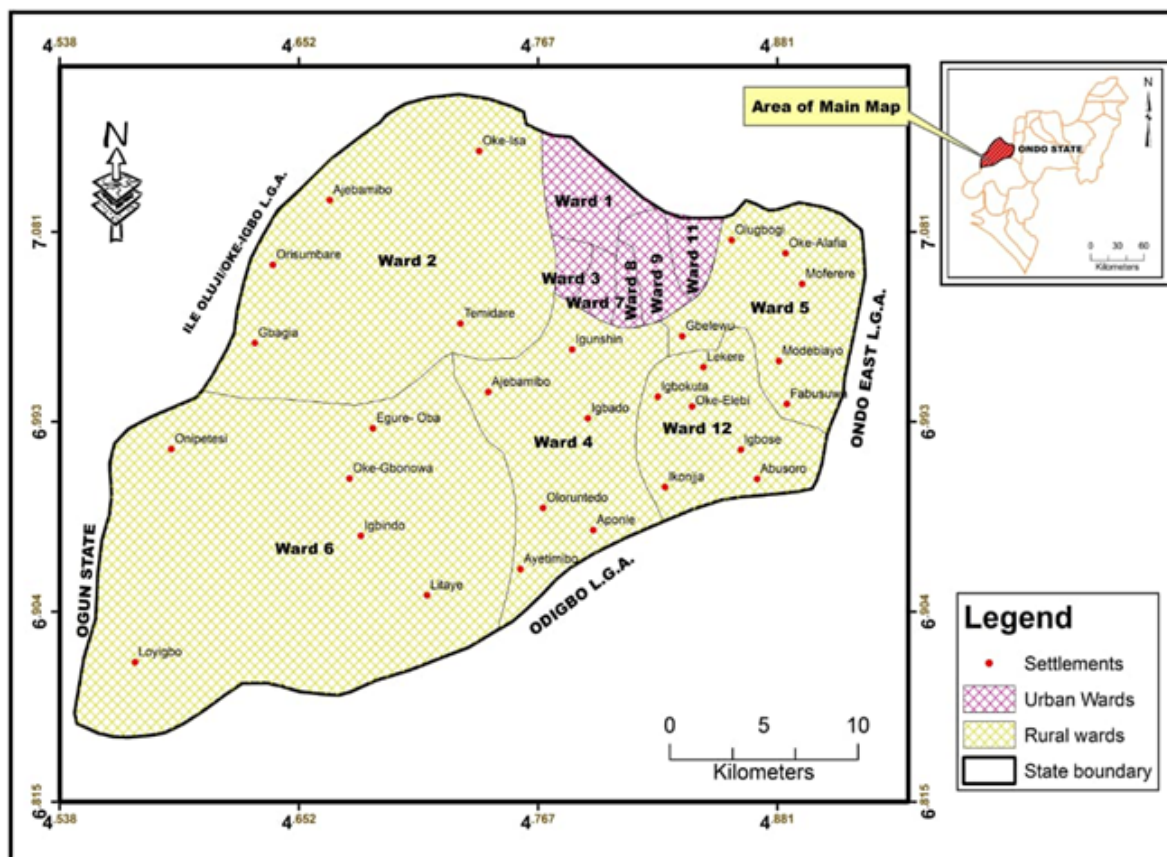 4.538
4.652
4.767
4.881
N
Area of Main Map
N
ONDO STATE
0 30 60
Kilometers
N
Oke-Isa
Ajebamibo
Ward 1
7.081
7.081
Olugbogi
Oke-Alafia
Orisumbare
Ward 2
Ward 3
Ward 8
Ward 9
Ward 11
Moferere
ILE OLUJI/OKE-IGBO L.G.A.
Ward 7
Ward 5
Temidare
Gbagia
Igunshin
Gbelewu
Lekere
Modebiayo
ONDO EAST L.G.A.
Ajebamibo
Igbokuta
Oke-Elebi
Fabusuwa
6.993
6.993
Egure- Oba
Igbado
Onipetesi
Ward 4
Ward 12
Igbose
Oke-Gbonowa
Ikonjja
Abusoro
Oloruntedo
Aponle
Igbindo
Ward 6
Ayetimibo
OGUN STATE
Litaye
ODIGBO L.G.A.
6.904
6.904
Loyigbo
Legend
Settlements
Urban Wards
Rural wards
State boundary
0 5 10
Kilometers
6.815
6.815
4.538
4.652
4.767
4.881